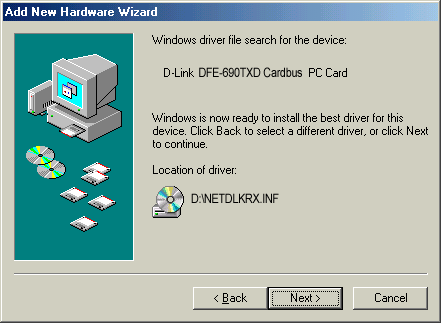 Add New Hardware Wizard
Windows driver file search for the device:
D-Link DFE-690TXD Cardbus PC Card
Windows is now ready to install the best driver for this
device. Click Back to select a different driver, or click Next
to continue.
Location of driver:
D:\NETDLKRX.INF
< Back
Next >
Cancel